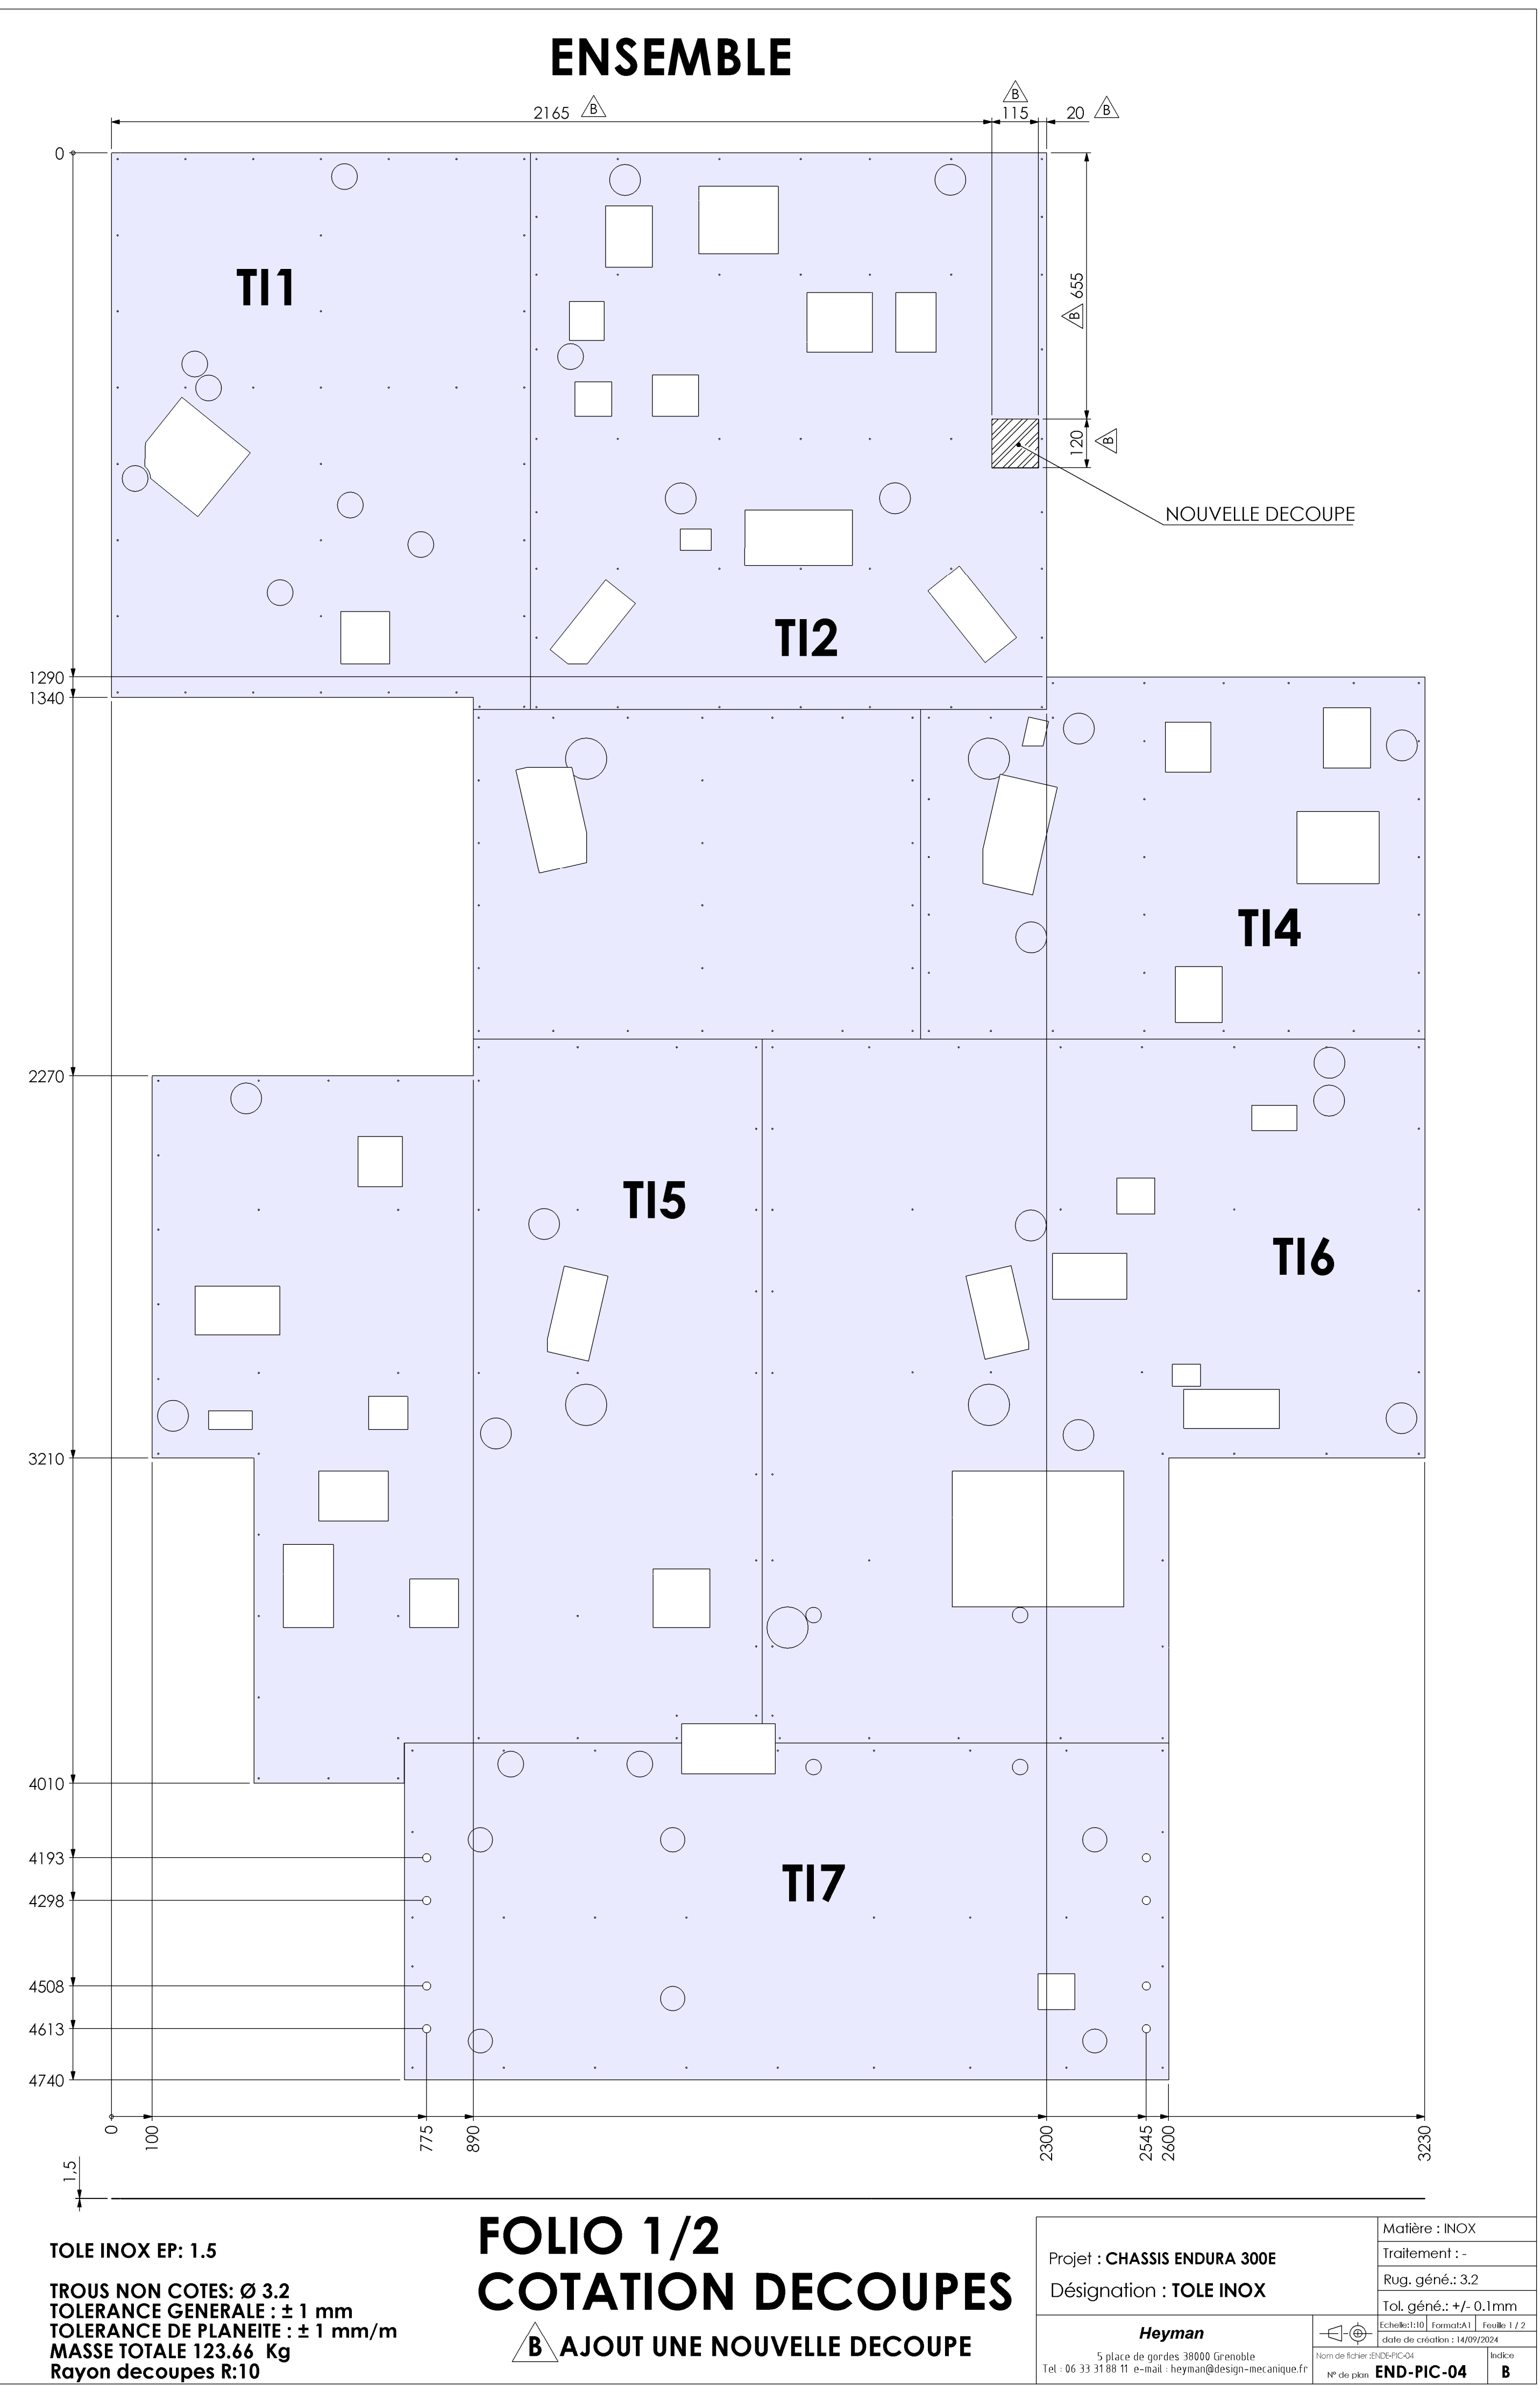 ENSEMBLE
B
2165 B 115 20 B
0
TI1
B 655
120 B
NOUVELLE DECOUPE
TI2
1290
1340
TI4
2270
TI5
TI6
3210
4010
4193
TI7
4298
4508
4613
4740
0 100 775 890 2300 2545 2600 3230
1,5
FOLIO 1/2
COTATION DECOUPES
B AJOUT UNE NOUVELLE DECOUPE
TOLE INOX EP: 1.5
TROUS NON COTES: Ø 3.2
TOLERANCE GENERALE : ± 1 mm
TOLERANCE DE PLANEITE : ± 1 mm/m
MASSE TOTALE 123.66 Kg
Rayon decoupes R:10
Projet : CHASSIS ENDURA 300E
Désignation : TOLE INOX
Matière : INOX
Traitement : -
Rug. géné.: 3.2
Tol. géné.: +/- 0.1mm
Heyman
5 place de gordes 38000 Grenoble
Tel : 06 33 31 88 11 e-mail : heyman@design-mecanique.fr
Echelle:1:10 Format:A1 Feuille 1 / 2
date de création : 14/09/2024
Nom de fichier :ENDE-PIC-04
N° de plan END-PIC-04
Indice
B